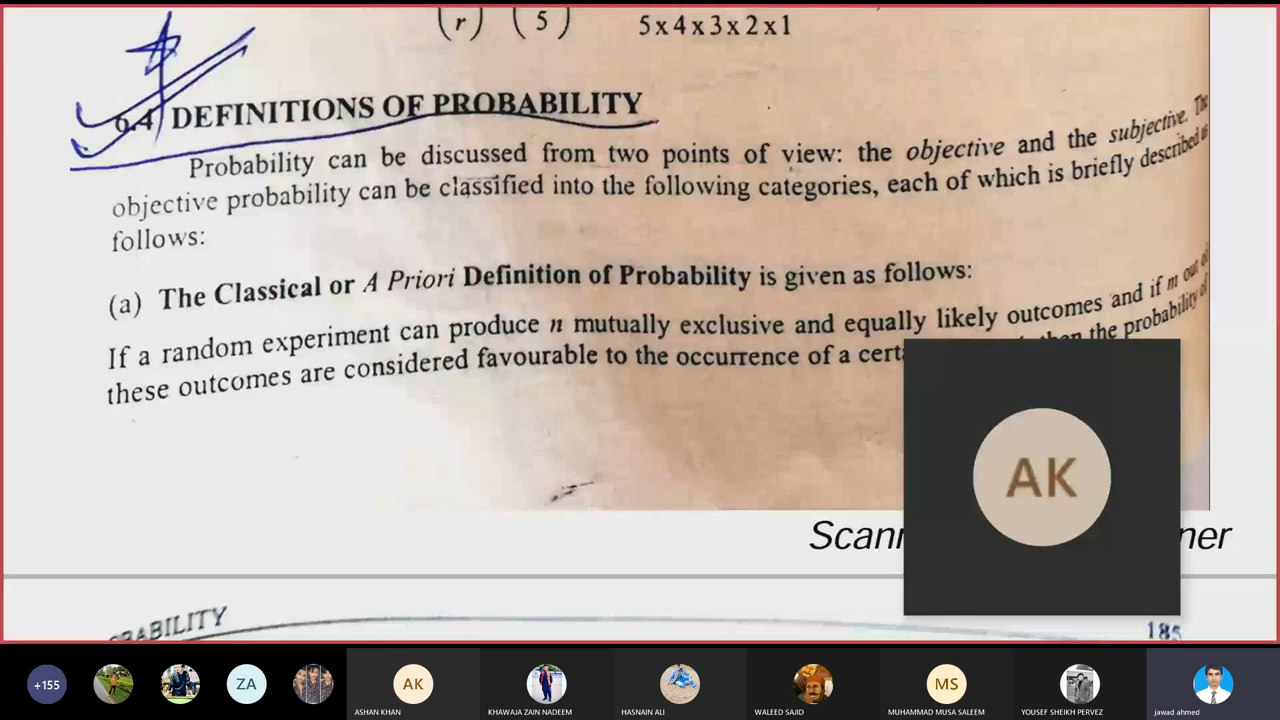 (r) (5) 5 x 4 x 3 x 2 x 1
6.4 DEFINITIONS OF PROBABILITY
Probability can be discussed from two points of view: the objective and the subjective. The
objective probability can be classified into the following categories, each of which is briefly described
follows:
(a) The Classical or A Priori Definition of Probability is given as follows:
If a random experiment can produce n mutually exclusive and equally likely outcomes and if m out of
these outcomes are considered favourable to the occurrence of a the probability of
AK
185
+155
ZA
AK
MS
ASHAN KHAN
KHAWAJA ZAIN NADEEM
HASNAIN ALI
WALEED SAJID
MUHAMMAD MUSA SALEEM
YOUSEF SHEIKH PERVEZ
jawad ahmed